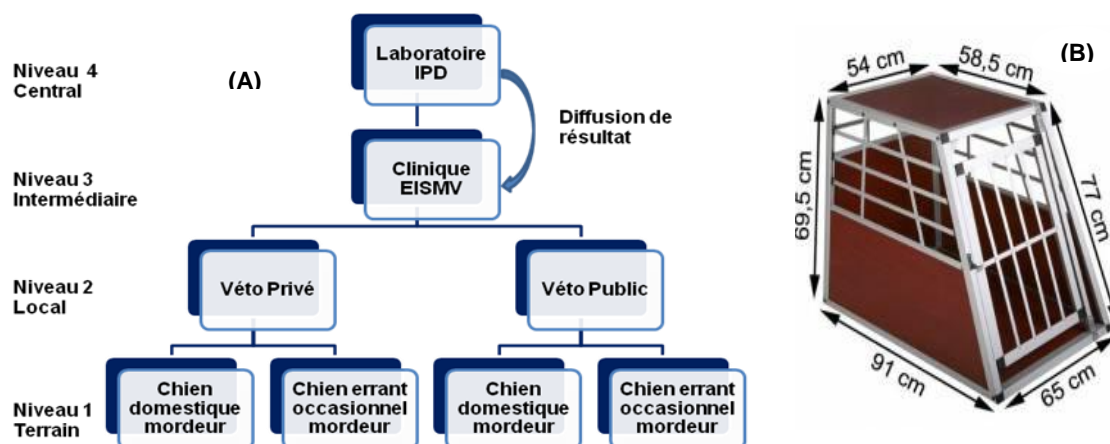 (A)
Niveau 4
Central
Laboratoire
IPD
Diffusion de
résultat
Niveau 3
Intermédiaire
Clinique
EISMV
Niveau 2
Local
Véto Privé
Véto Public
Niveau 1
Terrain
Chien
domestique
mordeur
Chien errant
occasionnel
mordeur
Chien
domestique
mordeur
Chien errant
occasionnel
mordeur
(B)
54 cm
58,5 cm
69,5 cm
77 cm
91 cm
65 cm